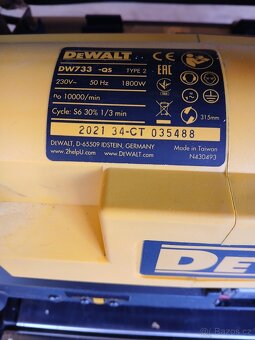 DEWALT
DW733 -QS TYPE 2
230V~ 50 Hz 1800W
n₀ 10000/min
Cycle: S6 30% 1/3 min
315mm
2021 34-CT 035488
DEWALT, D-65509 IDSTEIN, GERMANY
www.2helpU.com www.DEWALT.com
Made in Taiwan
N430493
DE
Bazoš.cz